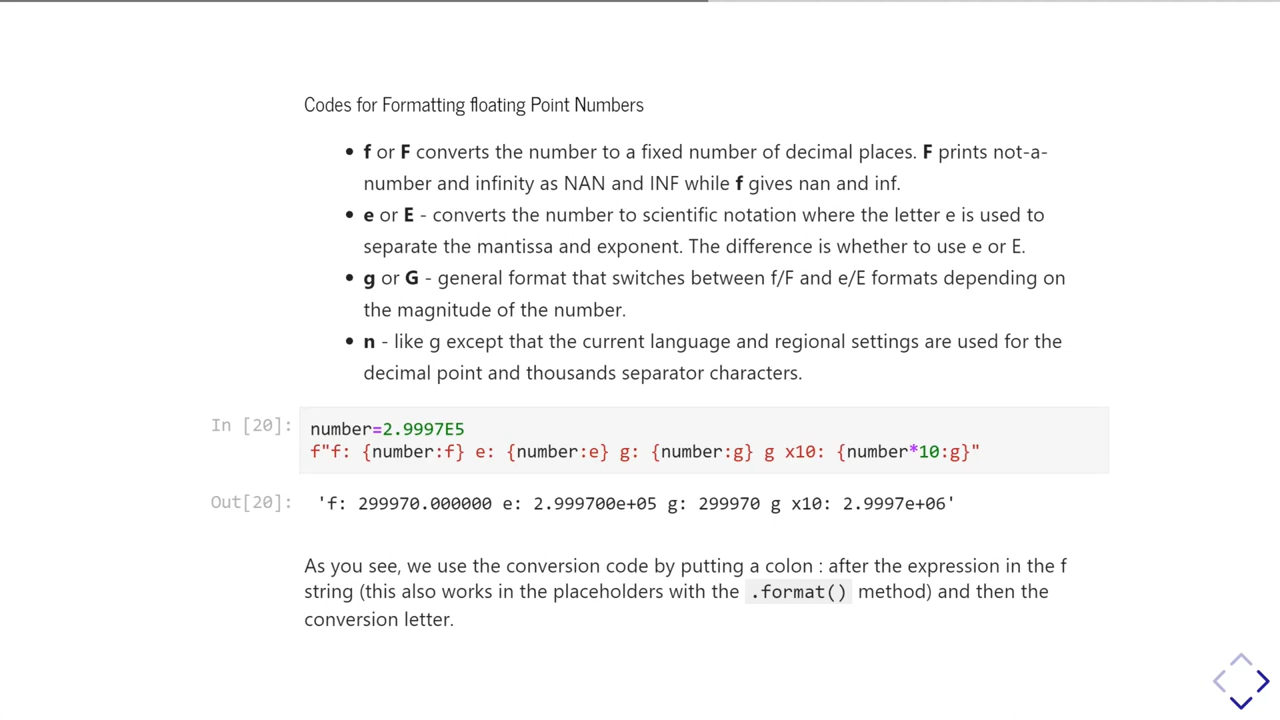 Codes for Formatting floating Point Numbers
• f or F converts the number to a fixed number of decimal places. F prints not-a-
number and infinity as NAN and INF while f gives nan and inf.
• e or E - converts the number to scientific notation where the letter e is used to
separate the mantissa and exponent. The difference is whether to use e or E.
• g or G - general format that switches between f/F and e/E formats depending on
the magnitude of the number.
• n - like g except that the current language and regional settings are used for the
decimal point and thousands separator characters.
In [20]: number=2.9997E5
f"f: {number:f} e: {number:e} g: {number:g} g x10: {number*10:g}"
Out[20]: 'f: 299970.000000 e: 2.999700e+05 g: 299970 g x10: 2.9997e+06'
As you see, we use the conversion code by putting a colon : after the expression in the f
string (this also works in the placeholders with the .format() method) and then the
conversion letter.